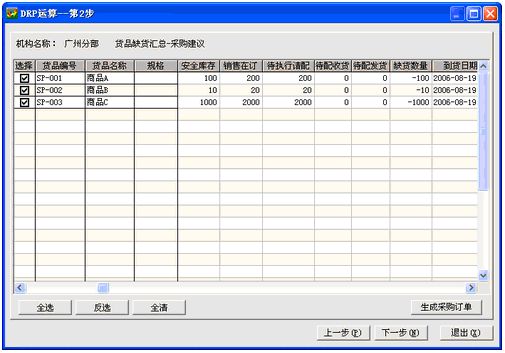 DRP运算--第2步
机构名称： 广州分部 货品缺货汇总-采购建议
选择 货品编号 货品名称 规格 安全库存 销售在订 待执行请配 待配收货 待配发货 缺货数量 到货日期
SP-001 商品A 100 200 200 0 0 -100 2006-08-19
SP-002 商品B 10 20 20 0 0 -10 2006-08-19
SP-003 商品C 1000 2000 2000 0 0 -1000 2006-08-19
全选 反选 全清 生成采购订单
上一步(P) 下一步(N) 退出(X)